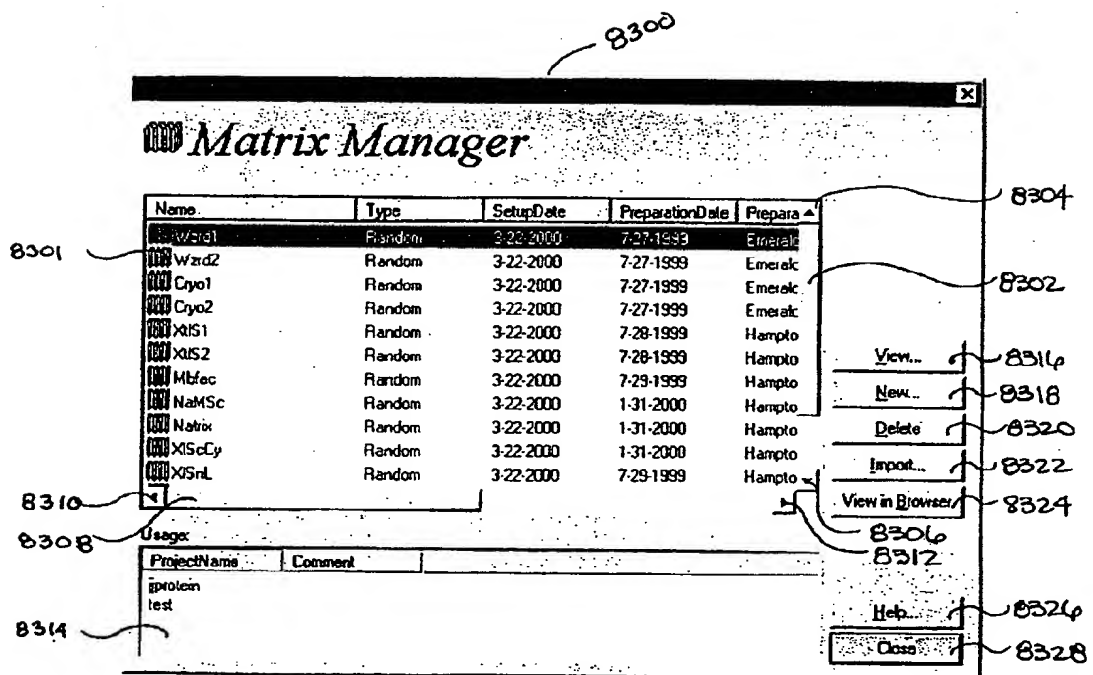 8300
Matrix Manager
Name Type SetupDate PreparationDate Prepara
8304
Wzrd1 Random 3-22-2000 7-27-1999 Emeralc
8301
Wzrd2 Random 3-22-2000 7-27-1999 Emeralc
Cryo1 Random 3-22-2000 7-27-1999 Emeralc
8302
Cryo2 Random 3-22-2000 7-27-1999 Emeralc
XtlS1 Random 3-22-2000 7-28-1999 Hampto
XtlS2 Random 3-22-2000 7-28-1999 Hampto
View... 8316
Mbfac Random 3-22-2000 7-29-1999 Hampto
New... 8318
NaMSc Random 3-22-2000 1-31-2000 Hampto
Natrix Random 3-22-2000 1-31-2000 Hampto
Delete 8320
XlScCy Random 3-22-2000 1-31-2000 Hampto
Import... 8322
XlSnL Random 3-22-2000 7-29-1999 Hampto
8310
View in Browser 8324
8308
8306
8312
Usage:
ProjectName Comment
protein
test
Help... 8326
8314
Close 8328